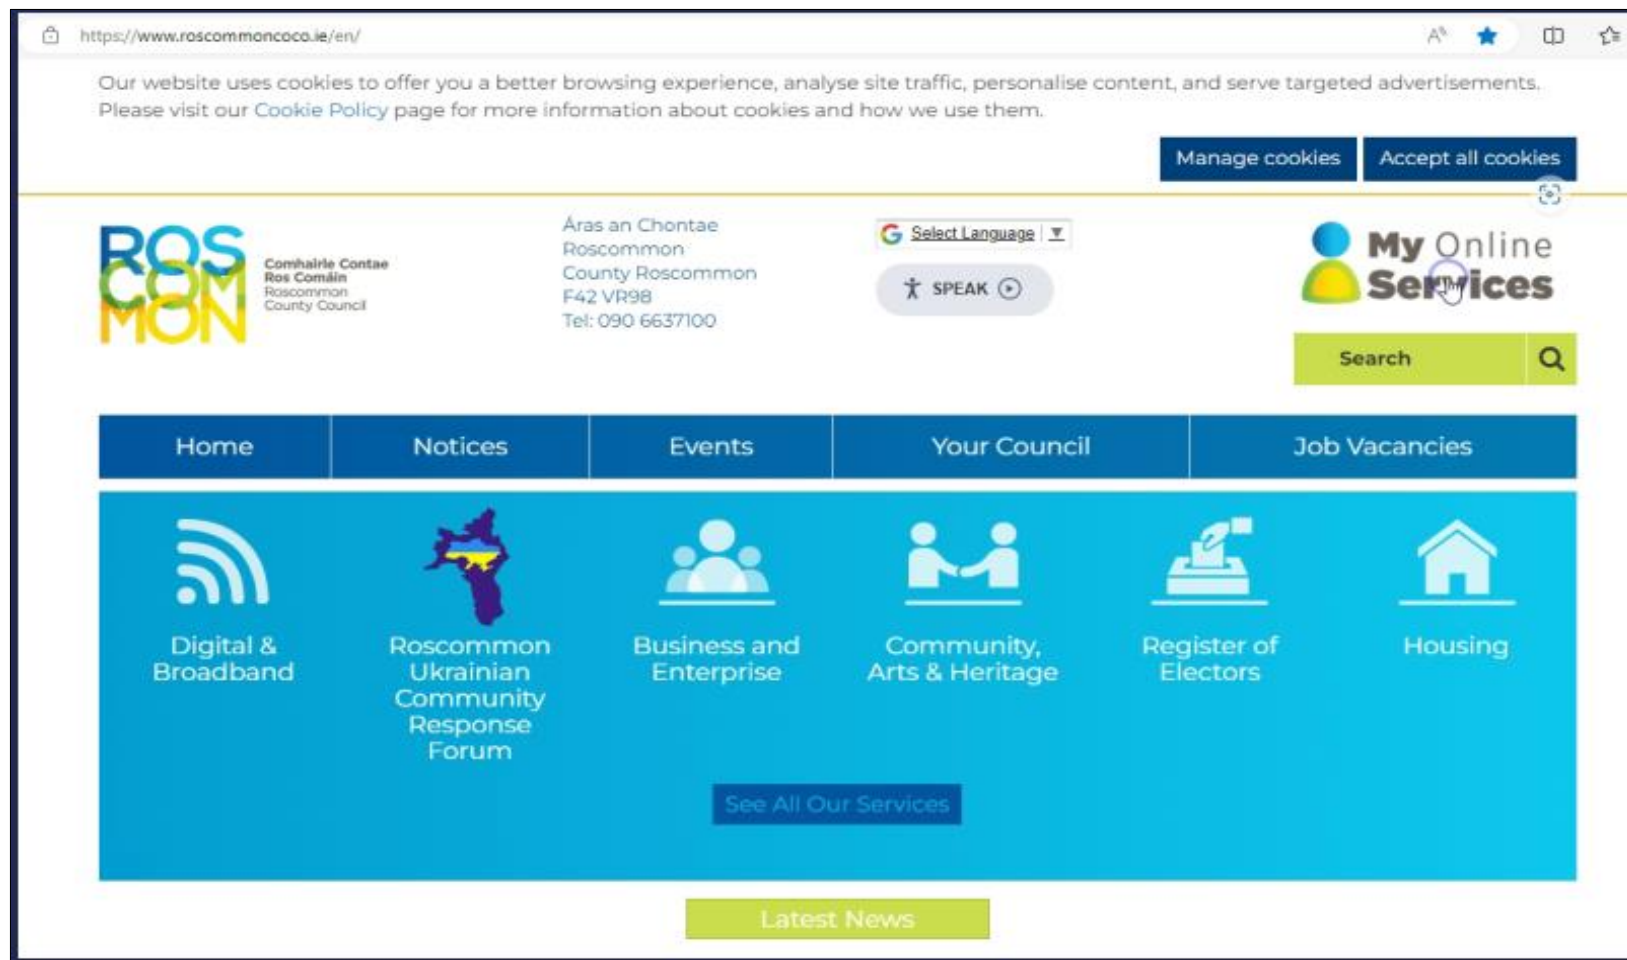 https://www.roscommoncoco.ie/en/
Our website uses cookies to offer you a better browsing experience, analyse site traffic, personalise content, and serve targeted advertisements.
Please visit our Cookie Policy page for more information about cookies and how we use them.
Manage cookies
Accept all cookies
ROS
COM
MON
Comhairle Contae
Ros Comáin
Roscommon
County Council
Áras an Chontae
Roscommon
County Roscommon
F42 VR98
Tel: 090 6637100
Select Language ▼
SPEAK
My Online
Services
Search
Home
Notices
Events
Your Council
Job Vacancies
Digital &
Broadband
Roscommon
Ukrainian
Community
Response
Forum
Business and
Enterprise
Community,
Arts & Heritage
Register of
Electors
Housing
See All Our Services
Latest News